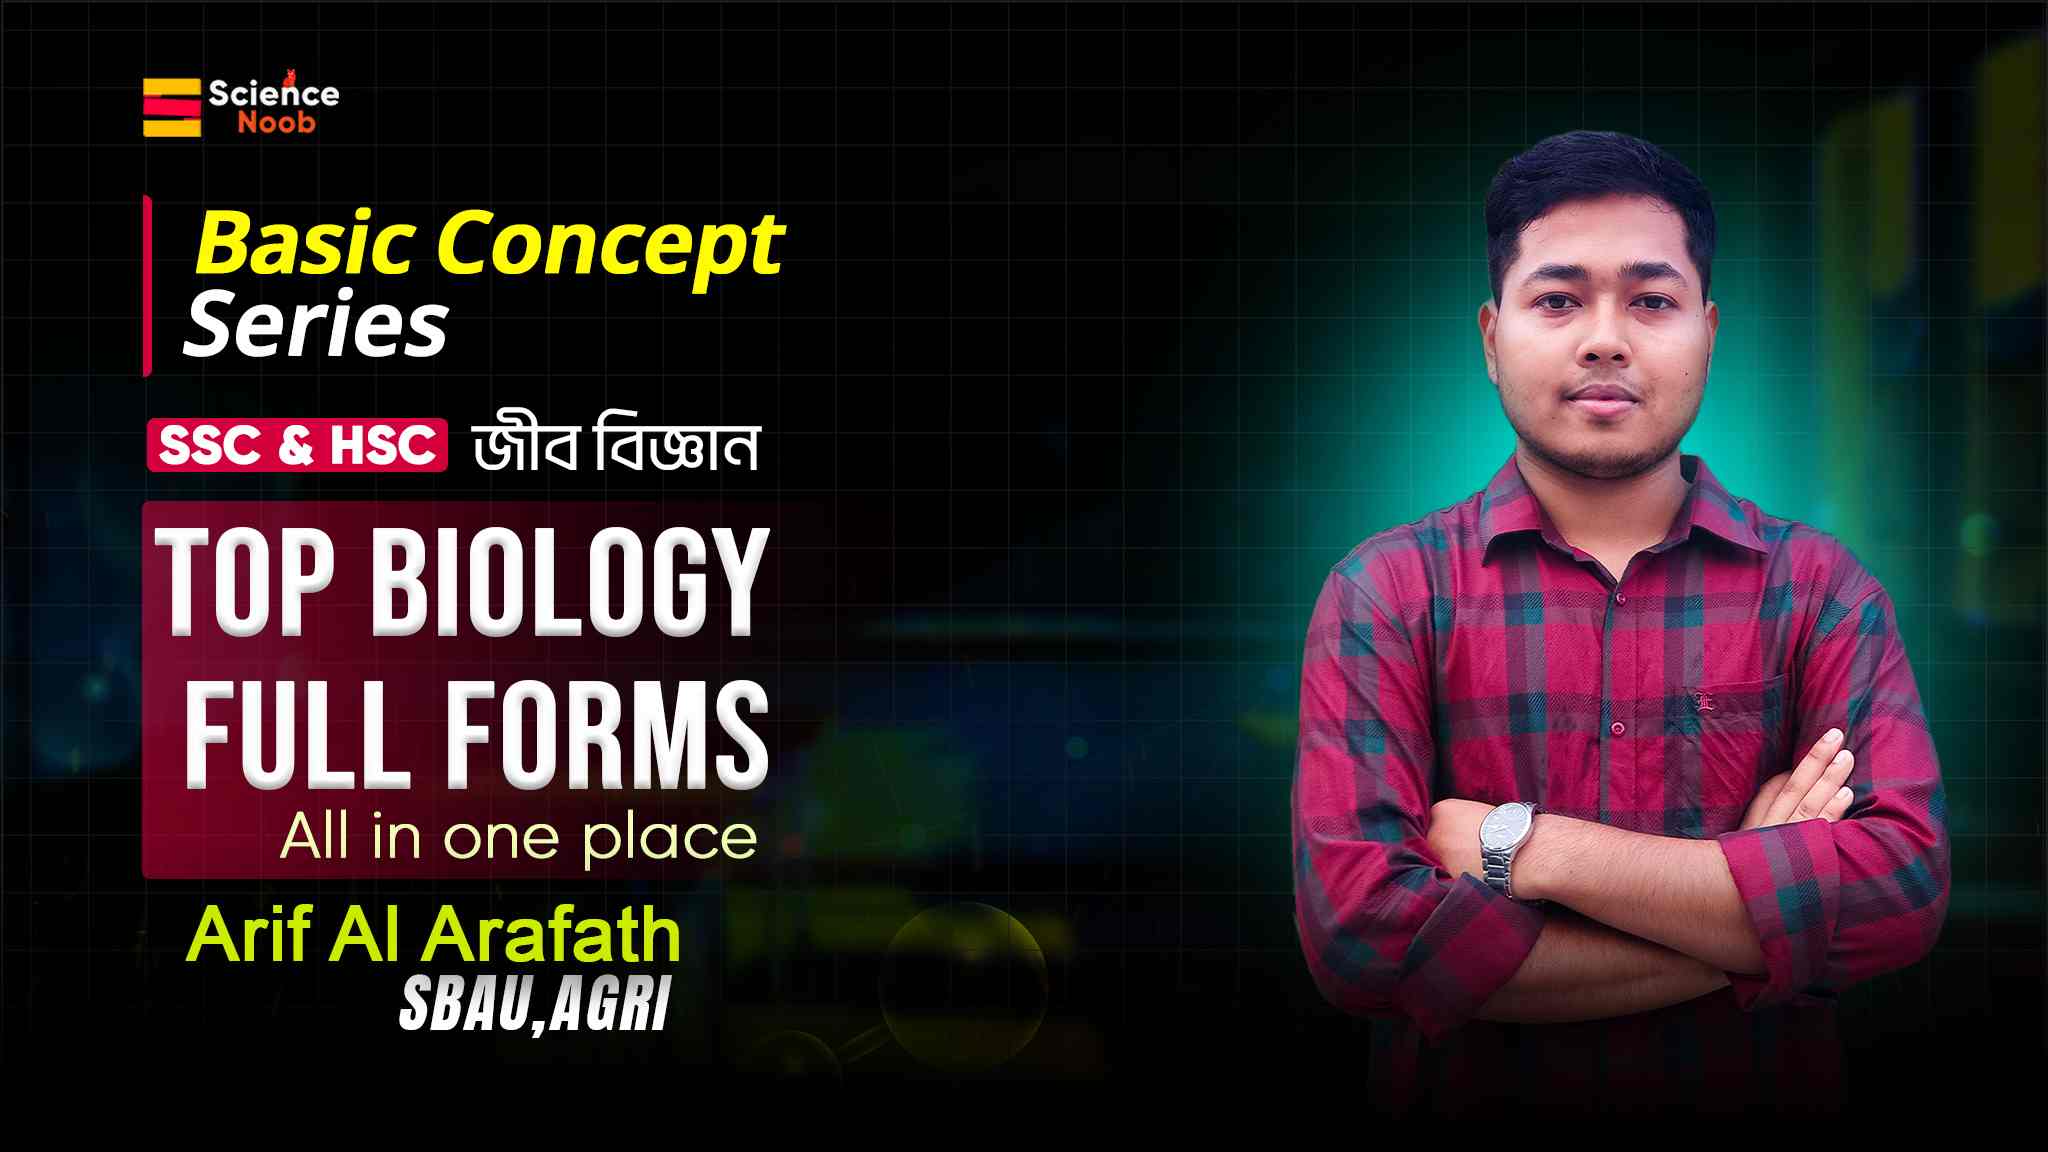 Science
Noob
Basic Concept
Series
SSC & HSC জীব বিজ্ঞান
TOP BIOLOGY
FULL FORMS
All in one place
Arif Al Arafath
SBAU,AGRI